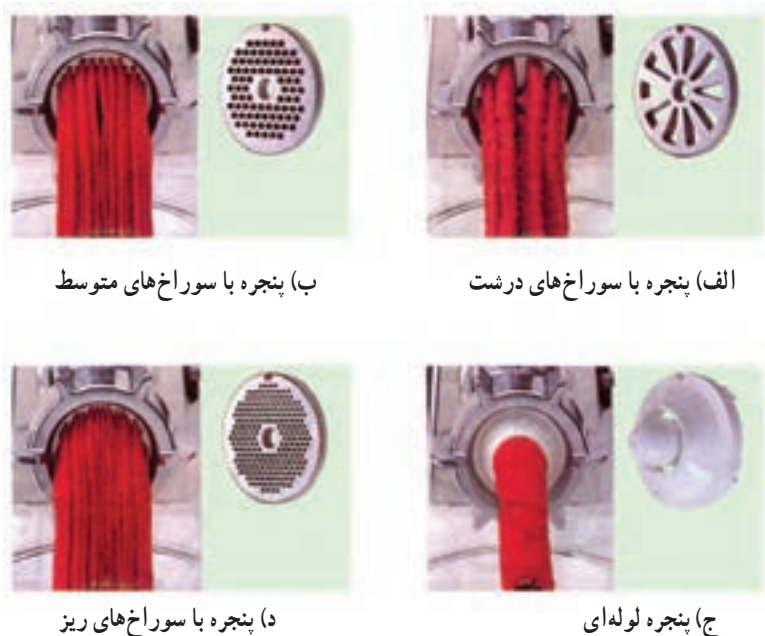 الف) پنجره با سوراخ‌های درشت
ب) پنجره با سوراخ‌های متوسط
ج) پنجره لوله‌ای
د) پنجره با سوراخ‌های ریز